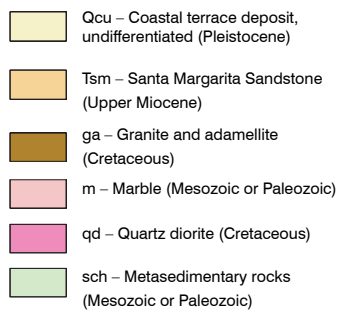 Qcu – Coastal terrace deposit,
undifferentiated (Pleistocene)
Tsm – Santa Margarita Sandstone
(Upper Miocene)
ga – Granite and adamellite
(Cretaceous)
m – Marble (Mesozoic or Paleozoic)
qd – Quartz diorite (Cretaceous)
sch – Metasedimentary rocks
(Mesozoic or Paleozoic)